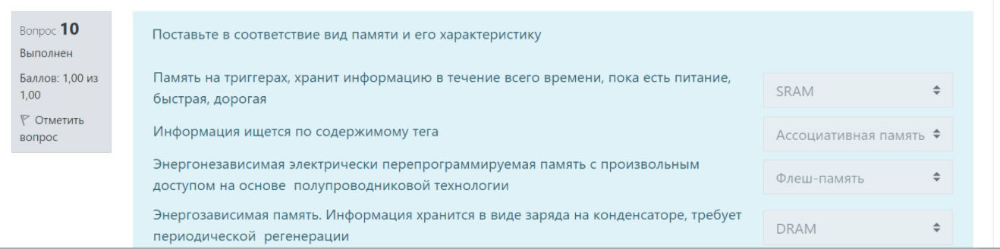 Вопрос 10
Выполнен
Баллов: 1,00 из
1,00
Отметить
вопрос
Поставьте в соответствие вид памяти и его характеристику
Память на триггерах, хранит информацию в течение всего времени, пока есть питание,
быстрая, дорогая
SRAM
Информация ищется по содержимому тега
Ассоциативная память
Энергонезависимая электрически перепрограммируемая память с произвольным
доступом на основе полупроводниковой технологии
Флеш-память
Энергозависимая память. Информация хранится в виде заряда на конденсаторе, требует
периодической регенерации
DRAM